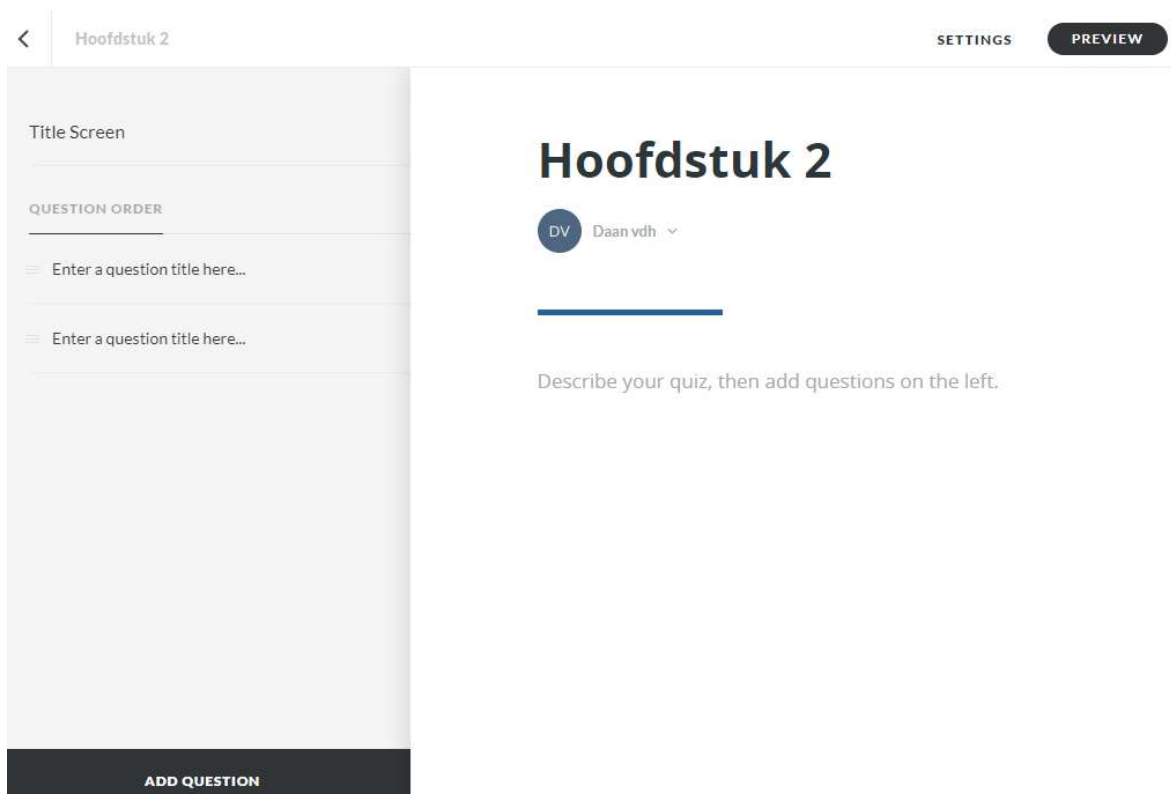 Hoofdstuk 2
SETTINGS
PREVIEW
Title Screen
QUESTION ORDER
Enter a question title here...
Enter a question title here...
ADD QUESTION
Hoofdstuk 2
DV
Daan vdh
Describe your quiz, then add questions on the left.